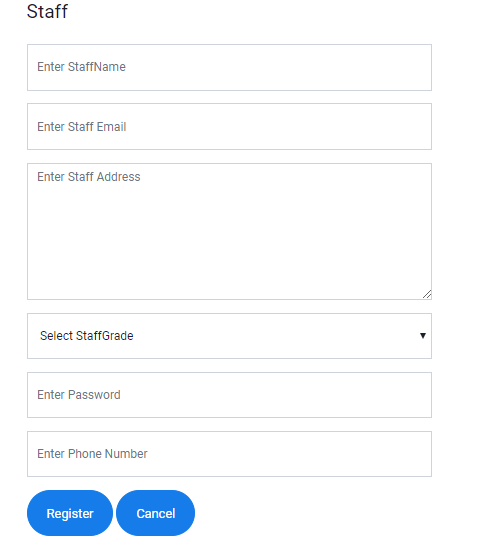 Staff
Enter StaffName
Enter Staff Email
Enter Staff Address
Select StaffGrade
Enter Password
Enter Phone Number
Register Cancel